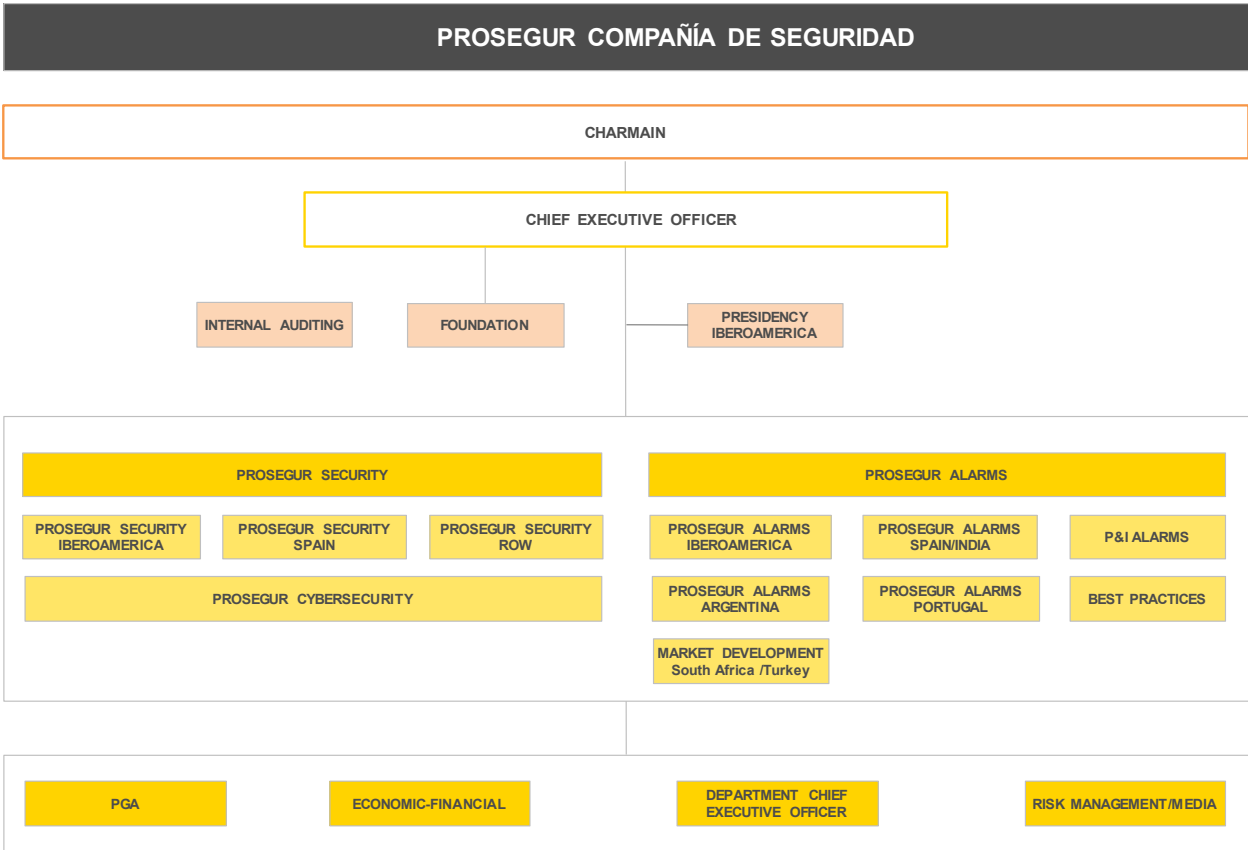 PROSEGUR COMPAÑÍA DE SEGURIDAD
CHARMAIN
CHIEF EXECUTIVE OFFICER
INTERNAL AUDITING
FOUNDATION
PRESIDENCY
IBEROAMERICA
PROSEGUR SECURITY
PROSEGUR SECURITY
IBEROAMERICA
PROSEGUR SECURITY
SPAIN
PROSEGUR SECURITY
ROW
PROSEGUR CYBERSECURITY
PROSEGUR ALARMS
PROSEGUR ALARMS
IBEROAMERICA
PROSEGUR ALARMS
SPAIN/INDIA
P&I ALARMS
PROSEGUR ALARMS
ARGENTINA
PROSEGUR ALARMS
PORTUGAL
BEST PRACTICES
MARKET DEVELOPMENT
South Africa /Turkey
PGA
ECONOMIC-FINANCIAL
DEPARTMENT CHIEF
EXECUTIVE OFFICER
RISK MANAGEMENT/MEDIA